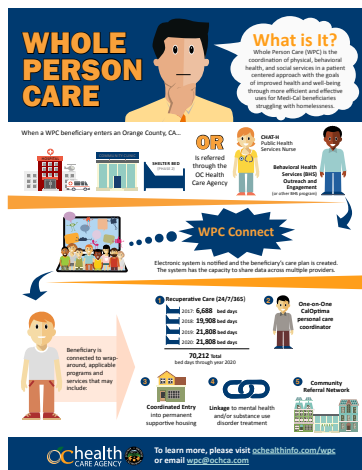 WHOLE
PERSON
CARE
What is It?
Whole Person Care (WPC) is the
coordination of physical, behavioral
health, and social services in a patient
centered approach with the goals
of improved health and well-being
through more efficient and effective
uses for Medi-Cal beneficiaries
struggling with homelessness.
When a WPC beneficiary enters an Orange County, CA...
HOSPITAL
COMMUNITY CLINIC
SHELTER BED
(PHASE 2)
OR
is referred
through the
OC Health
Care Agency
CHAT-H
Public Health
Services Nurse
Behavioral Health
Services (BHS)
Outreach and
Engagement
(or other BHS program)
WPC Connect
Electronic system is notified and the beneficiary's care plan is created.
The system has the capacity to share data across multiple providers.
Beneficiary is
connected to wrap-
around, applicable
programs and
services that may
include:
1 Recuperative Care (24/7/365)
2017: 6,688 bed days
2018: 19,908 bed days
2019: 21,808 bed days
2020: 21,808 bed days
70,212 Total
bed days through year 2020
2
One-on-One
CalOptima
personal care
coordinator
3
Coordinated Entry
into permanent
supportive housing
4
Linkage to mental health
and/or substance use
disorder treatment
5
Community
Referral Network
ochealth
CARE AGENCY
To learn more, please visit ochealthinfo.com/wpc
or email wpc@ochca.com